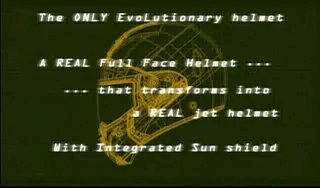 The ONLY EvoLutionary helmet
A REAL Full Face Helmet ---
--- that transforms into
a REAL jet helmet
With Integrated Sun shield